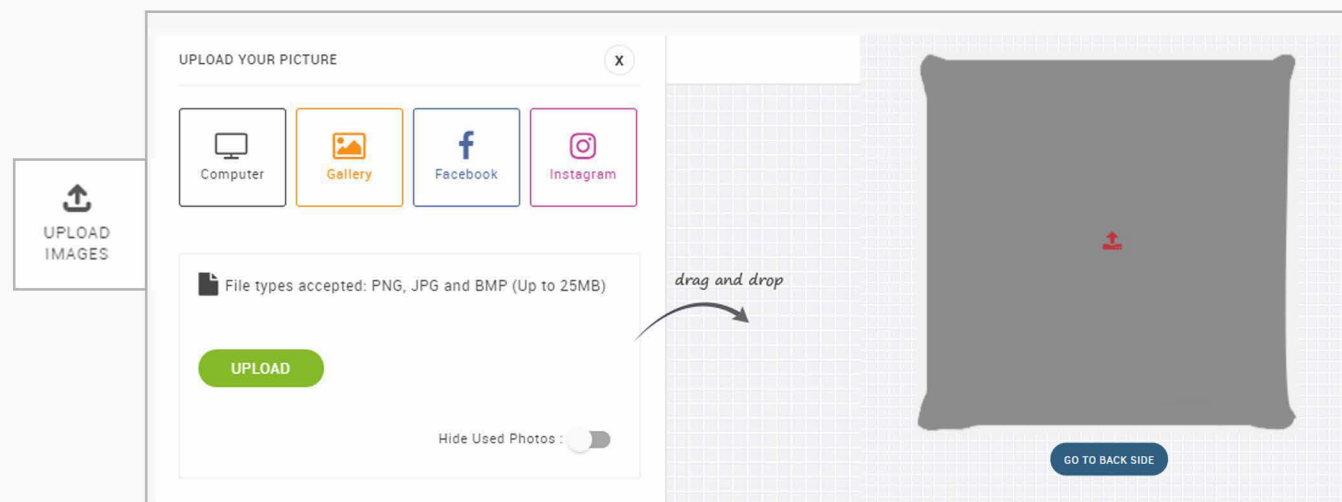 UPLOAD
IMAGES
UPLOAD YOUR PICTURE
X
Computer
Gallery
Facebook
Instagram
File types accepted: PNG, JPG and BMP (Up to 25MB)
UPLOAD
Hide Used Photos :
drag and drop
GO TO BACK SIDE